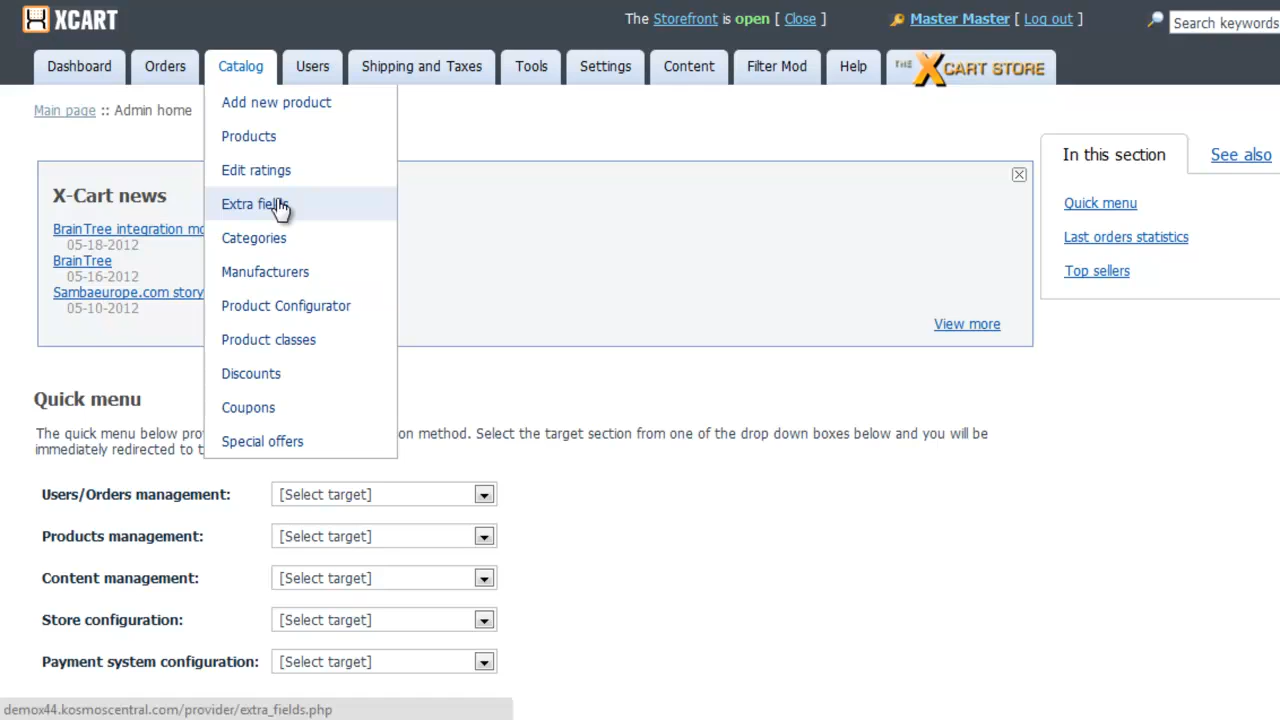 XCART
The Storefront is open [ Close ]
Master Master [ Log out ]
Search keywords
Dashboard
Orders
Catalog
Users
Shipping and Taxes
Tools
Settings
Content
Filter Mod
Help
THE X CART STORE
Main page :: Admin home
Add new product
Products
Edit ratings
Extra fields
Categories
Manufacturers
Product Configurator
Product classes
Discounts
Coupons
Special offers
X-Cart news
BrainTree integration
05-18-2012
BrainTree
05-16-2012
Sambaeurope.com story
05-10-2012
View more
In this section
See also
Quick menu
Last orders statistics
Top sellers
Quick menu
The quick menu below on method. Select the target section from one of the drop down boxes below and you will be
immediately redirected to
Users/Orders management: [Select target]
Products management: [Select target]
Content management: [Select target]
Store configuration: [Select target]
Payment system configuration: [Select target]
demox44.kosmoscentral.com/provider/extra_fields.php